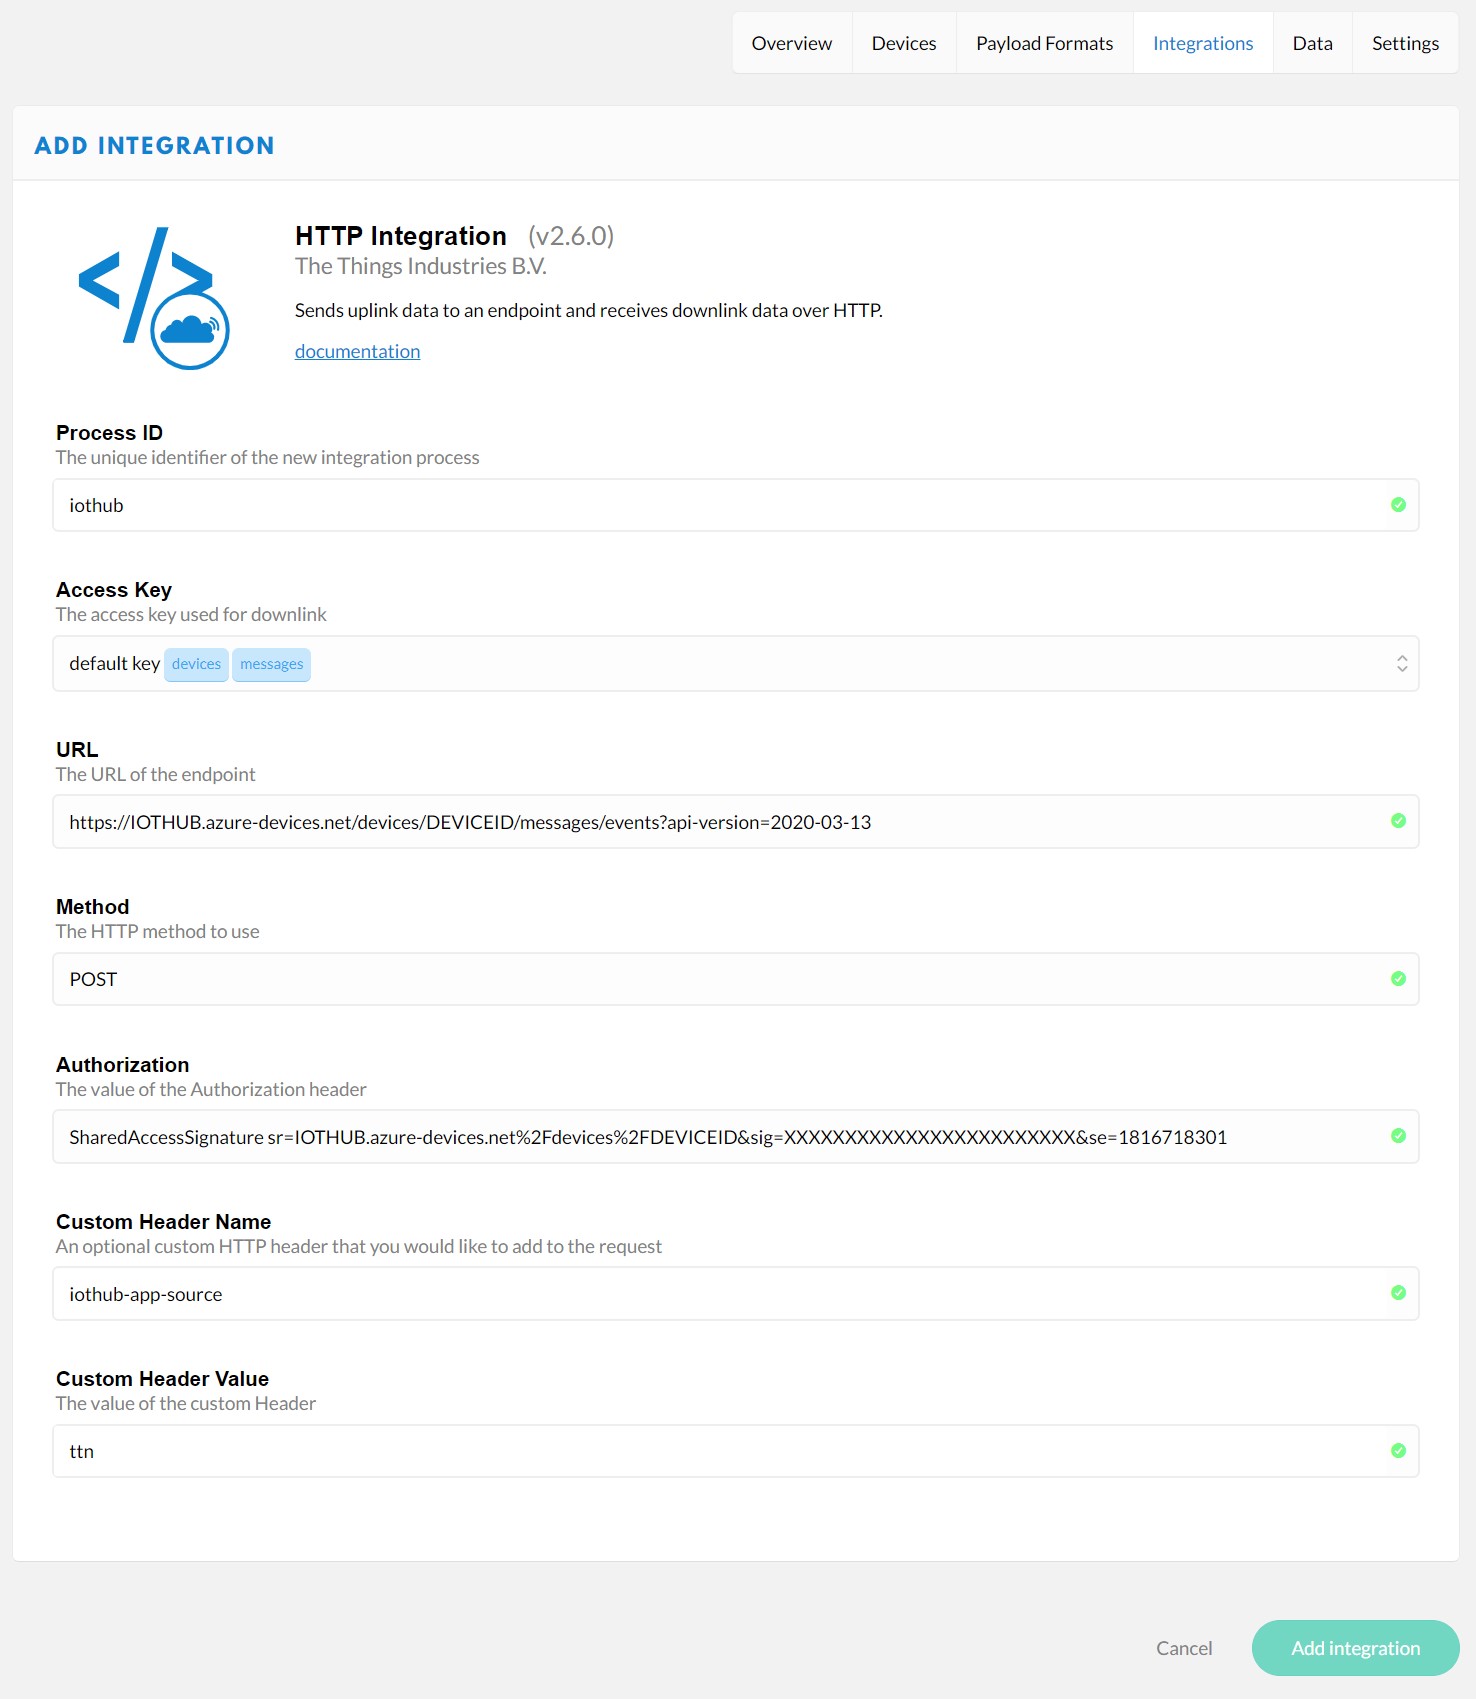 Overview Devices Payload Formats Integrations Data Settings
ADD INTEGRATION
HTTP Integration (v2.6.0)
The Things Industries B.V.
Sends uplink data to an endpoint and receives downlink data over HTTP.
documentation
Process ID
The unique identifier of the new integration process
iothub
Access Key
The access key used for downlink
default key devices messages
URL
The URL of the endpoint
https://IOTHUB.azure-devices.net/devices/DEVICEID/messages/events?api-version=2020-03-13
Method
The HTTP method to use
POST
Authorization
The value of the Authorization header
SharedAccessSignature sr=IOTHUB.azure-devices.net%2Fdevices%2FDEVICEID&sig=XXXXXXXXXXXXXXXXXXXXXXXX&se=1816718301
Custom Header Name
An optional custom HTTP header that you would like to add to the request
iothub-app-source
Custom Header Value
The value of the custom Header
ttn
Cancel Add integration